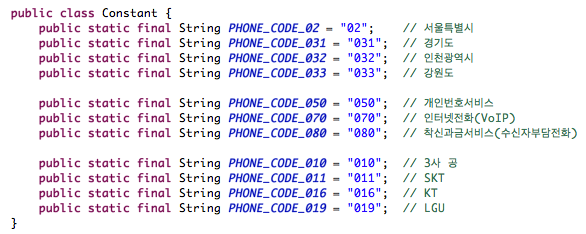 public class Constant {
public static final String PHONE_CODE_02 = "02"; // 서울특별시
public static final String PHONE_CODE_031 = "031"; // 경기도
public static final String PHONE_CODE_032 = "032"; // 인천광역시
public static final String PHONE_CODE_033 = "033"; // 강원도
public static final String PHONE_CODE_050 = "050"; // 개인번호서비스
public static final String PHONE_CODE_070 = "070"; // 인터넷전화(VoIP)
public static final String PHONE_CODE_080 = "080"; // 착신과금서비스(수신자부담전화)
public static final String PHONE_CODE_010 = "010"; // 3사 공
public static final String PHONE_CODE_011 = "011"; // SKT
public static final String PHONE_CODE_016 = "016"; // KT
public static final String PHONE_CODE_019 = "019"; // LGU
}